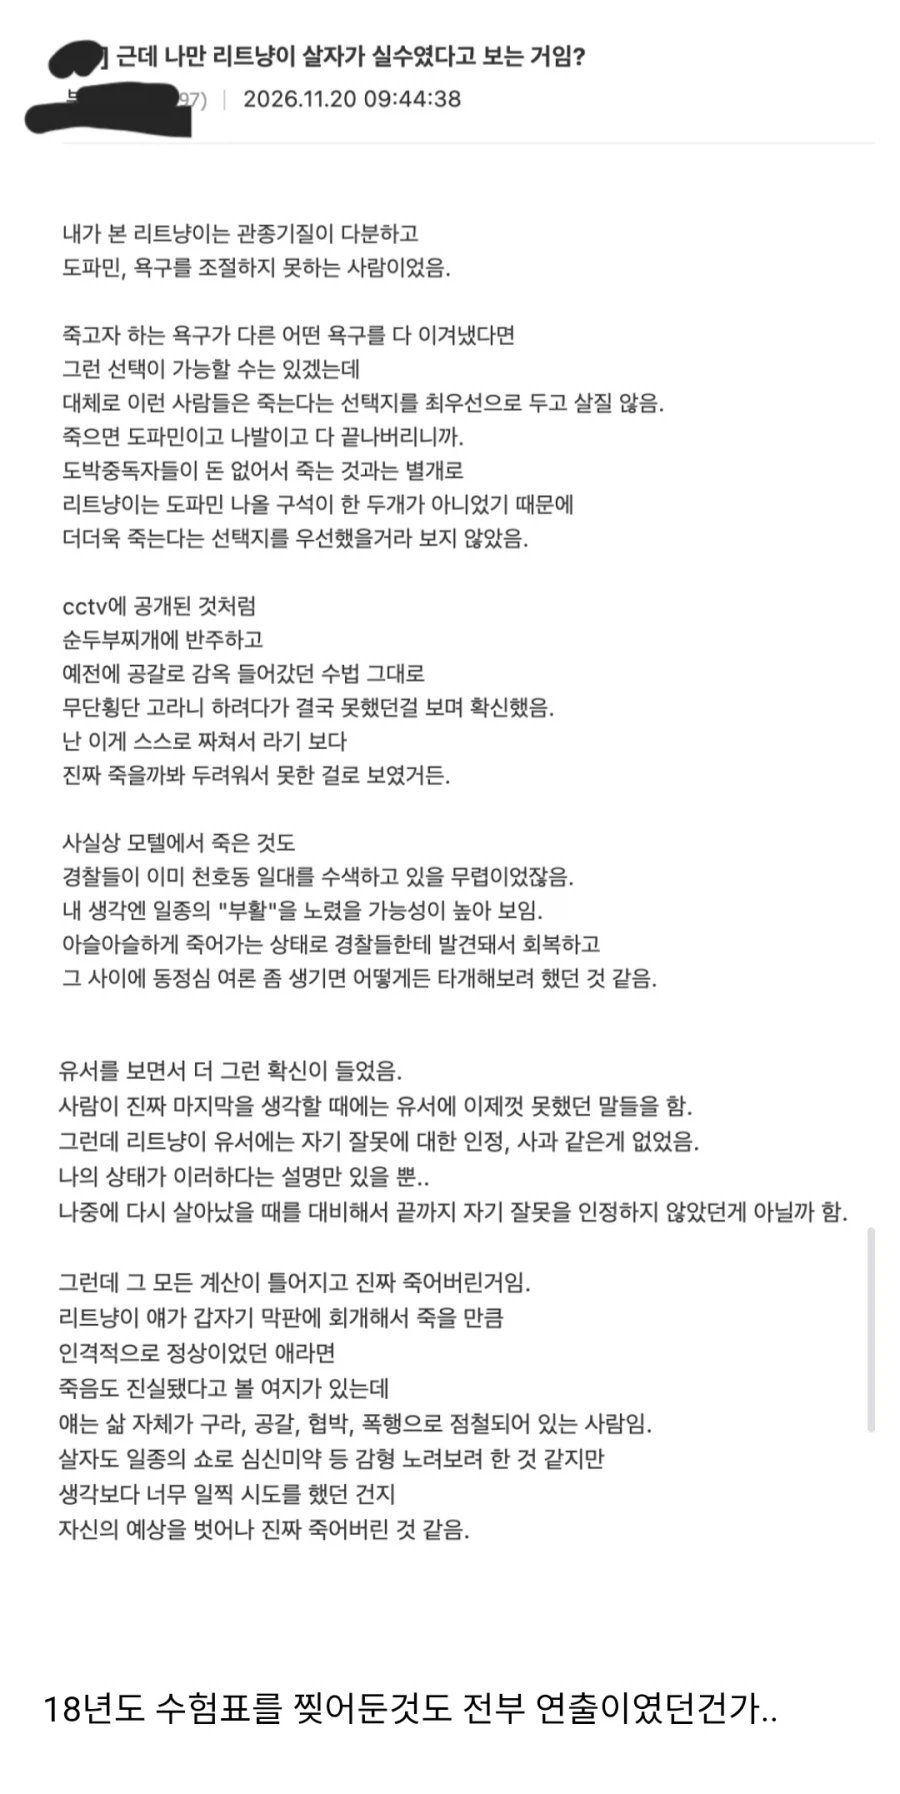 ] 근데 나만 리트냥이 살자가 실수였다고 보는 거임?
97) | 2026.11.20 09:44:38
내가 본 리트냥이는 관종기질이 다분하고
도파민, 욕구를 조절하지 못하는 사람이었음.
죽고자 하는 욕구가 다른 어떤 욕구를 다 이겨냈다면
그런 선택이 가능할 수는 있겠는데
대체로 이런 사람들은 죽는다는 선택지를 최우선으로 두고 살질 않음.
죽으면 도파민이고 나발이고 다 끝나버리니까.
도박중독자들이 돈 없어서 죽는 것과는 별개로
리트냥이는 도파민 나올 구석이 한 두개가 아니었기 때문에
더더욱 죽는다는 선택지를 우선했을거라 보지 않았음.
cctv에 공개된 것처럼
순두부찌개에 반주하고
예전에 공갈로 감옥 들어갔던 수법 그대로
무단횡단 고라니 하려다가 결국 못했던걸 보며 확신했음.
난 이게 스스로 짜쳐서 라기 보다
진짜 죽을까봐 두려워서 못한 걸로 보였거든.
사실상 모텔에서 죽은 것도
경찰들이 이미 천호동 일대를 수색하고 있을 무렵이었잖음.
내 생각엔 일종의 "부활"을 노렸을 가능성이 높아 보임.
아슬아슬하게 죽어가는 상태로 경찰들한테 발견돼서 회복하고
그 사이에 동정심 여론 좀 생기면 어떻게든 타개해보려 했던 것 같음.
유서를 보면서 더 그런 확신이 들었음.
사람이 진짜 마지막을 생각할 때에는 유서에 이제껏 못했던 말들을 함.
그런데 리트냥이 유서에는 자기 잘못에 대한 인정, 사과 같은게 없었음.
나의 상태가 이러하다는 설명만 있을 뿐..
나중에 다시 살아났을 때를 대비해서 끝까지 자기 잘못을 인정하지 않았던게 아닐까 함.
그런데 그 모든 계산이 틀어지고 진짜 죽어버린거임.
리트냥이 얘가 갑자기 막판에 회개해서 죽을 만큼
인격적으로 정상이었던 애라면
죽음도 진실됐다고 볼 여지가 있는데
얘는 삶 자체가 구라, 공갈, 협박, 폭행으로 점철되어 있는 사람임.
살자도 일종의 쇼로 심신미약 등 감형 노려보려 한 것 같지만
생각보다 너무 일찍 시도를 했던 건지
자신의 예상을 벗어나 진짜 죽어버린 것 같음.
18년도 수험표를 찢어둔것도 전부 연출이였던건가..